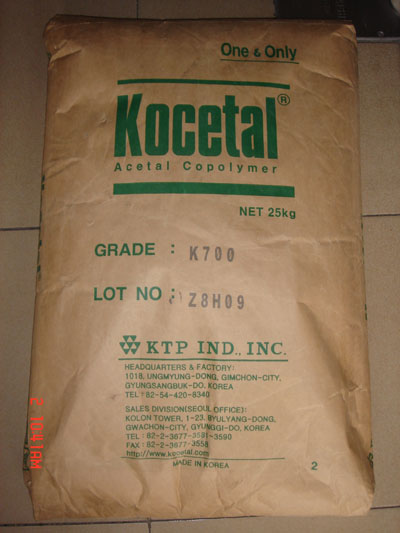 One & Only
Kocetal®
Acetal Copolymer
NET 25kg
GRADE : K700
LOT NO : Z8H09
KTP IND., INC.
HEADQUARTERS & FACTORY:
1018, UNGMYUNG-DONG, GIMCHON-CITY,
GYUNGSANGBUK-DO, KOREA
TEL : 82-54-420-8340
SALES DIVISION(SEOUL OFFICE):
KOLON TOWER, 1-23, BYULYANG-DONG,
GWACHON-CITY, GYUNGGI-DO, KOREA
TEL : 82-2-3677-3591~3590
FAX : 82-2-3677-3558
http://www.kocetal.com
MADE IN KOREA
2
10:41AM